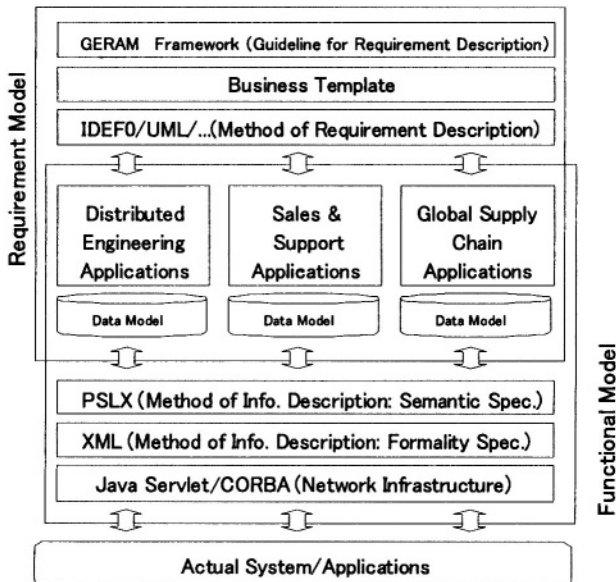 GERAM Framework (Guideline for Requirement Description)
Business Template
IDEF0/UML/...(Method of Requirement Description)
Requirement Model
Distributed
Engineering
Applications
Sales &
Support
Applications
Global Supply
Chain
Applications
Data Model
Data Model
Data Model
PSLX (Method of Info. Description: Semantic Spec.)
XML (Method of Info. Description: Formality Spec.)
Java Servlet/CORBA (Network Infrastructure)
Functional Model
Actual System/Applications